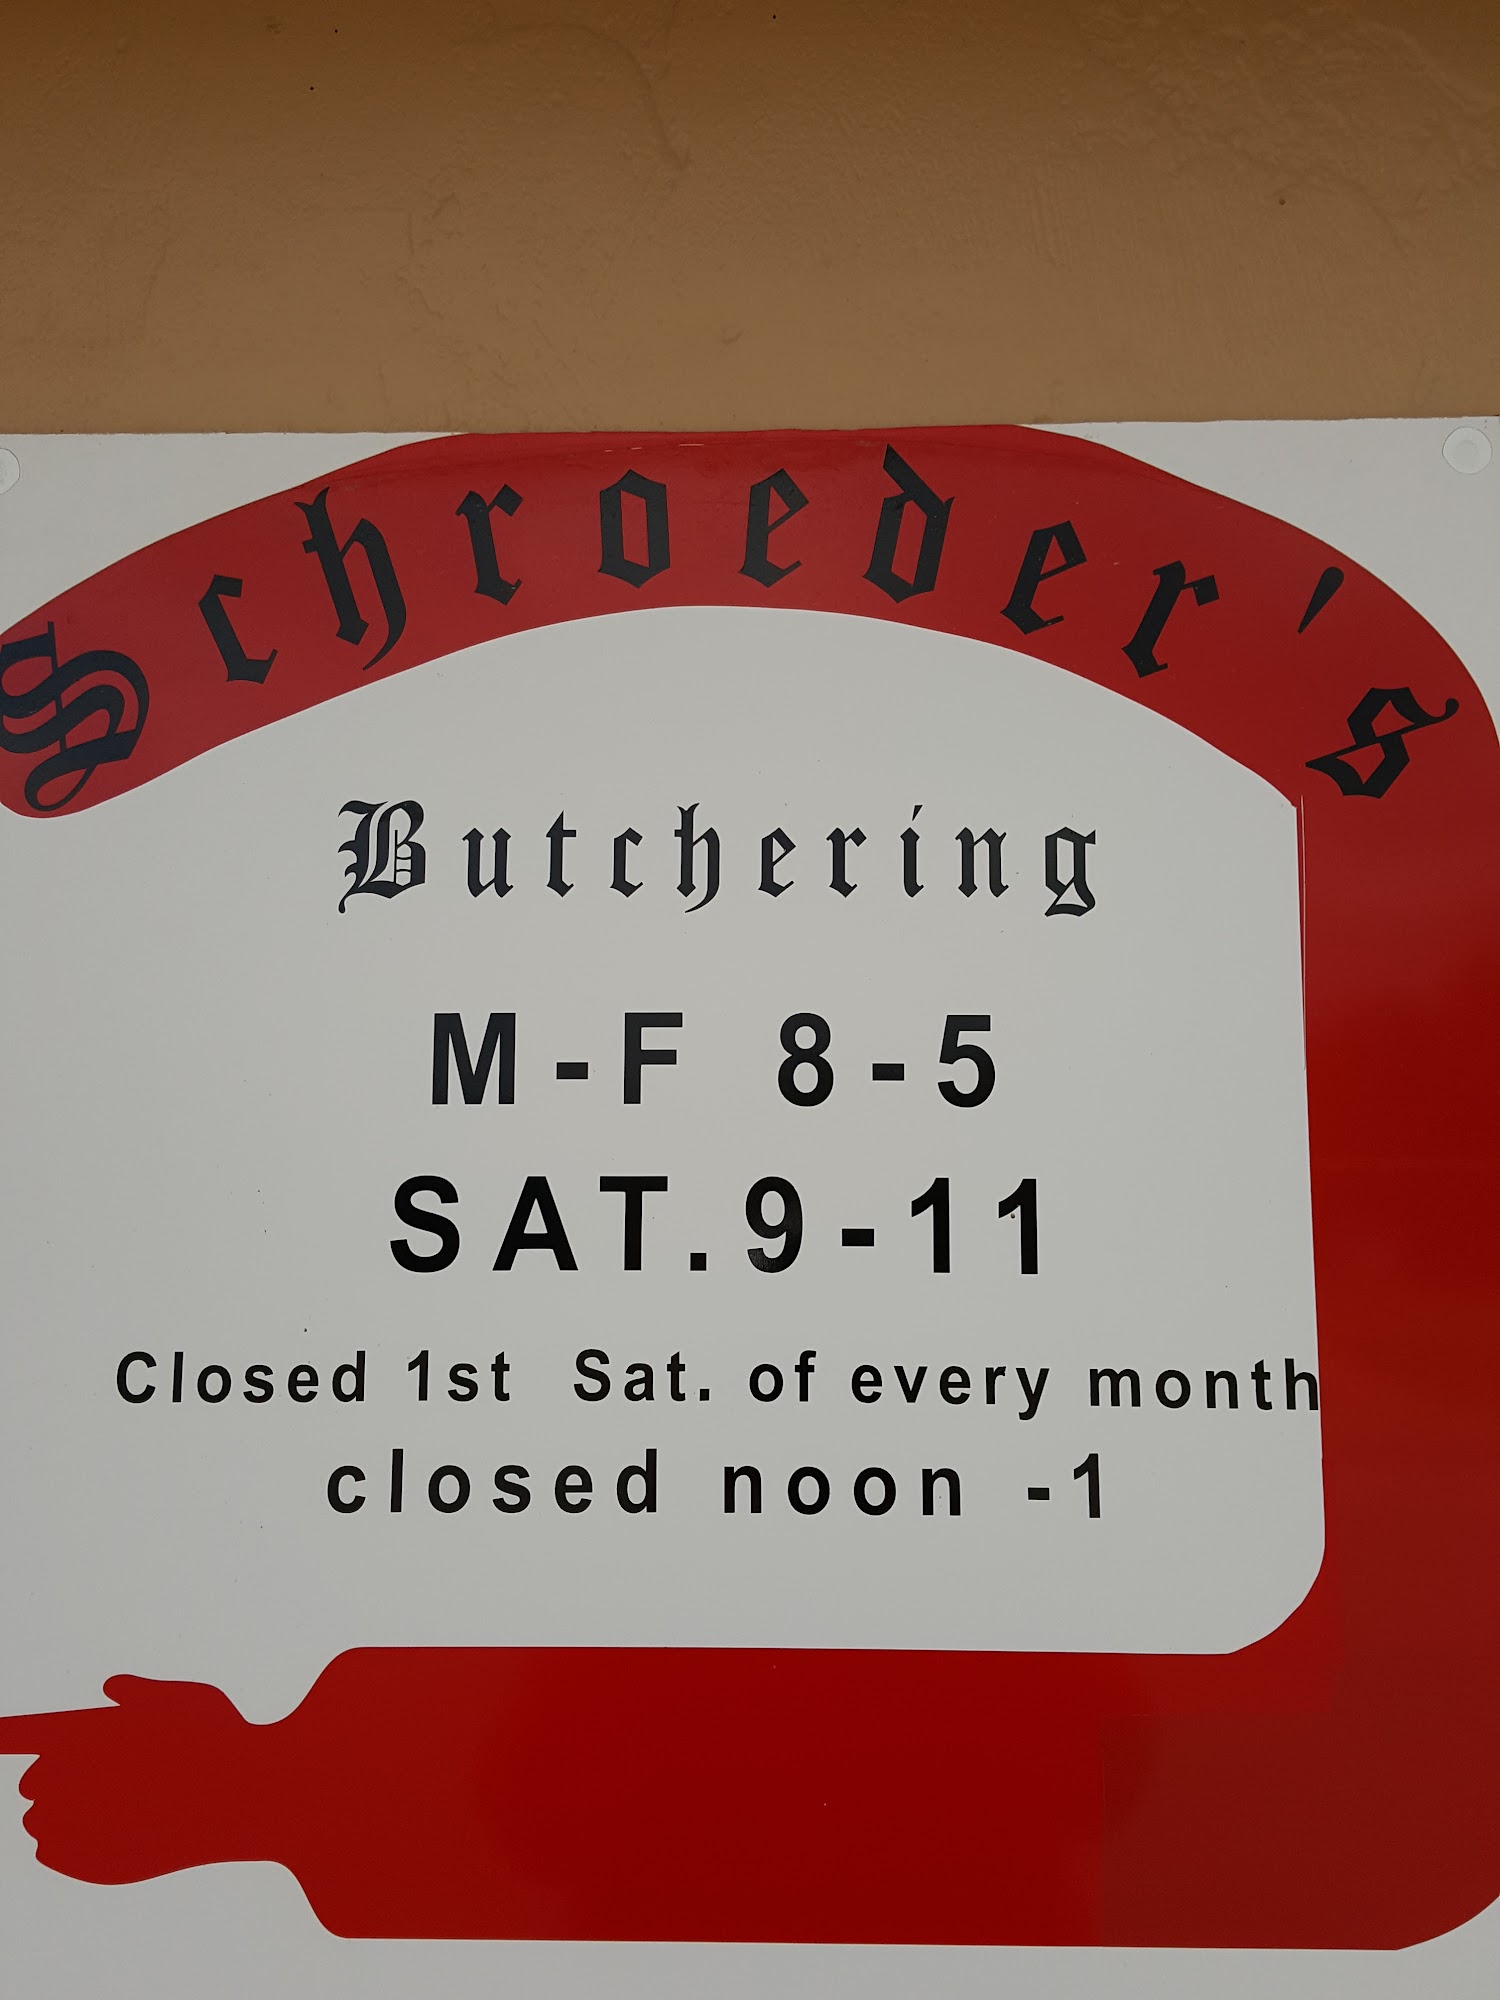 Schroeder's
Butchering
M-F 8-5
SAT. 9-11
Closed 1st Sat. of every month
closed noon -1